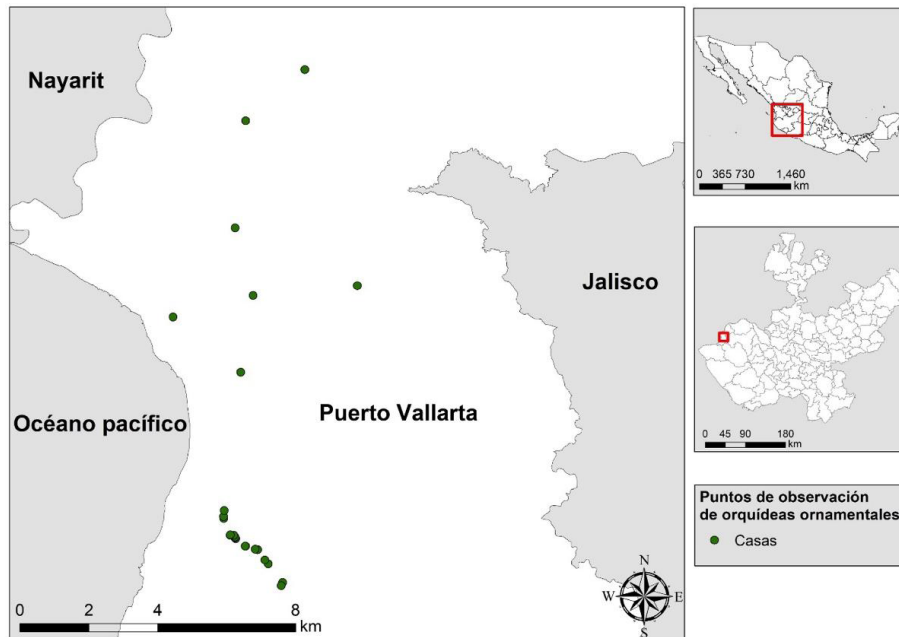 Nayarit
Jalisco
Puerto Vallarta
Océano pacífico
0 2 4 8
km
N
W E
S
0 365 730 1,460
km
0 45 90 180
km
Puntos de observación
de orquídeas ornamentales
Casas